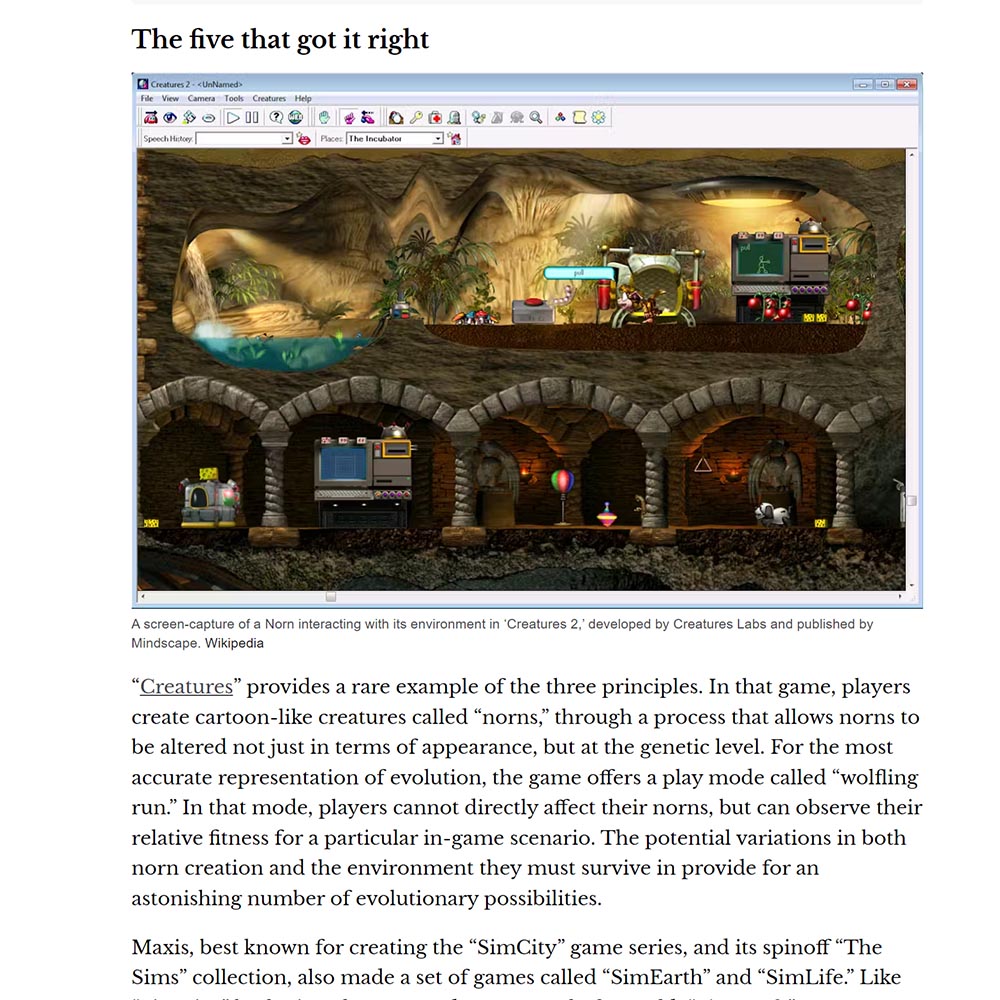 The five that got it right
Creatures 2 - <UnNamed>
File View Camera Tools Creatures Help
Speech History: Places: The Incubator
pull
pull
A screen-capture of a Norn interacting with its environment in ‘Creatures 2,’ developed by Creatures Labs and published by
Mindscape. Wikipedia
“Creatures” provides a rare example of the three principles. In that game, players
create cartoon-like creatures called “norns,” through a process that allows norns to
be altered not just in terms of appearance, but at the genetic level. For the most
accurate representation of evolution, the game offers a play mode called “wolfling
run.” In that mode, players cannot directly affect their norns, but can observe their
relative fitness for a particular in-game scenario. The potential variations in both
norn creation and the environment they must survive in provide for an
astonishing number of evolutionary possibilities.
Maxis, best known for creating the “SimCity” game series, and its spinoff “The
Sims” collection, also made a set of games called “SimEarth” and “SimLife.” Like